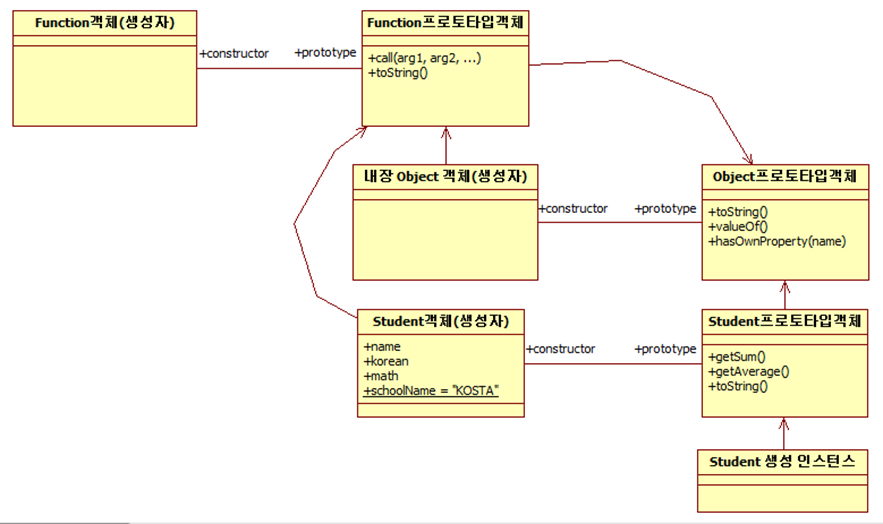 Function객체(생성자)
+constructor
+prototype
Function프로토타입객체
+call(arg1, arg2, ...)
+toString()
내장 Object 객체(생성자)
+constructor
+prototype
Object프로토타입객체
+toString()
+valueOf()
+hasOwnProperty(name)
Student객체(생성자)
+name
+korean
+math
+schoolName = "KOSTA"
+constructor
+prototype
Student프로토타입객체
+getSum()
+getAverage()
+toString()
Student 생성 인스턴스